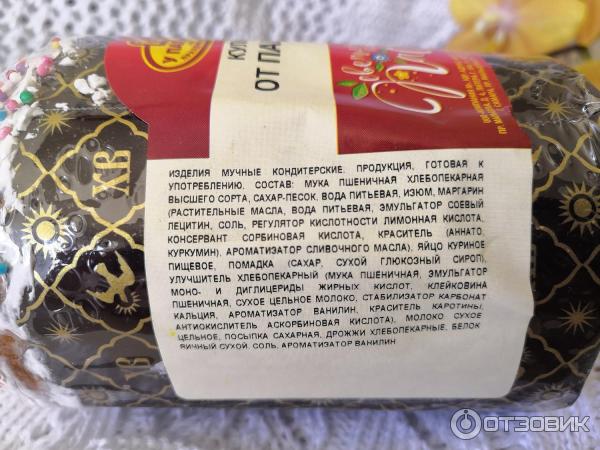 У П
КУЛ
ОТ ПА
ХВ
ИЗДЕЛИЯ МУЧНЫЕ КОНДИТЕРСКИЕ. ПРОДУКЦИЯ, ГОТОВАЯ К
УПОТРЕБЛЕНИЮ. СОСТАВ: МУКА ПШЕНИЧНАЯ ХЛЕБОПЕКАРНАЯ
ВЫСШЕГО СОРТА, САХАР-ПЕСОК, ВОДА ПИТЬЕВАЯ, ИЗЮМ, МАРГАРИН
(РАСТИТЕЛЬНЫЕ МАСЛА, ВОДА ПИТЬЕВАЯ, ЭМУЛЬГАТОР СОЕВЫЙ
ЛЕЦИТИН, СОЛЬ, РЕГУЛЯТОР КИСЛОТНОСТИ ЛИМОННАЯ КИСЛОТА,
КОНСЕРВАНТ СОРБИНОВАЯ КИСЛОТА, КРАСИТЕЛЬ (АННАТО,
КУРКУМИН), АРОМАТИЗАТОР СЛИВОЧНОГО МАСЛА), ЯЙЦО КУРИНОЕ
ПИЩЕВОЕ, ПОМАДКА (САХАР, СУХОЙ ГЛЮКОЗНЫЙ СИРОП),
УЛУЧШИТЕЛЬ ХЛЕБОПЕКАРНЫЙ (МУКА ПШЕНИЧНАЯ, ЭМУЛЬГАТОР
МОНО- И ДИГЛИЦЕРИДЫ ЖИРНЫХ КИСЛОТ, КЛЕЙКОВИНА
ПШЕНИЧНАЯ, СУХОЕ ЦЕЛЬНОЕ МОЛОКО, СТАБИЛИЗАТОР КАРБОНАТ
КАЛЬЦИЯ, АРОМАТИЗАТОР ВАНИЛИН, КРАСИТЕЛЬ КАРОТИНЫ,
АНТИОКИСЛИТЕЛЬ АСКОРБИНОВАЯ КИСЛОТА), МОЛОКО СУХОЕ
ЦЕЛЬНОЕ, ПОСЫПКА САХАРНАЯ, ДРОЖЖИ ХЛЕБОПЕКАРНЫЕ, БЕЛОК
ЯИЧНЫЙ СУХОЙ, СОЛЬ, АРОМАТИЗАТОР ВАНИЛИН
ОТЗОВИК